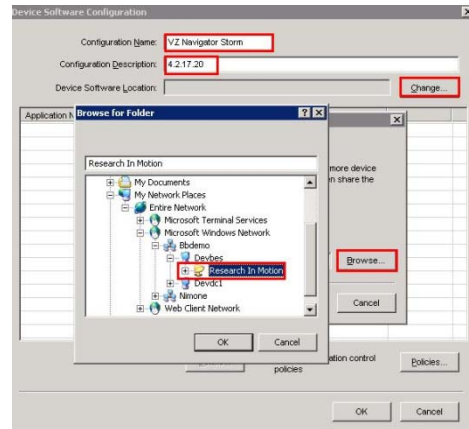 Device Software Configuration
Configuration Name: VZ Navigator Storm
Configuration Description: 4.2.17.20
Device Software Location:
Change...
Application N
Browse for Folder
more device
en share the
Research In Motion
My Documents
My Network Places
Entire Network
Microsoft Terminal Services
Microsoft Windows Network
Bbdemo
Devbes
Research In Motion
Devdc1
Nimone
Web Client Network
Browse...
Cancel
OK Cancel
ation control
policies
Policies...
OK Cancel